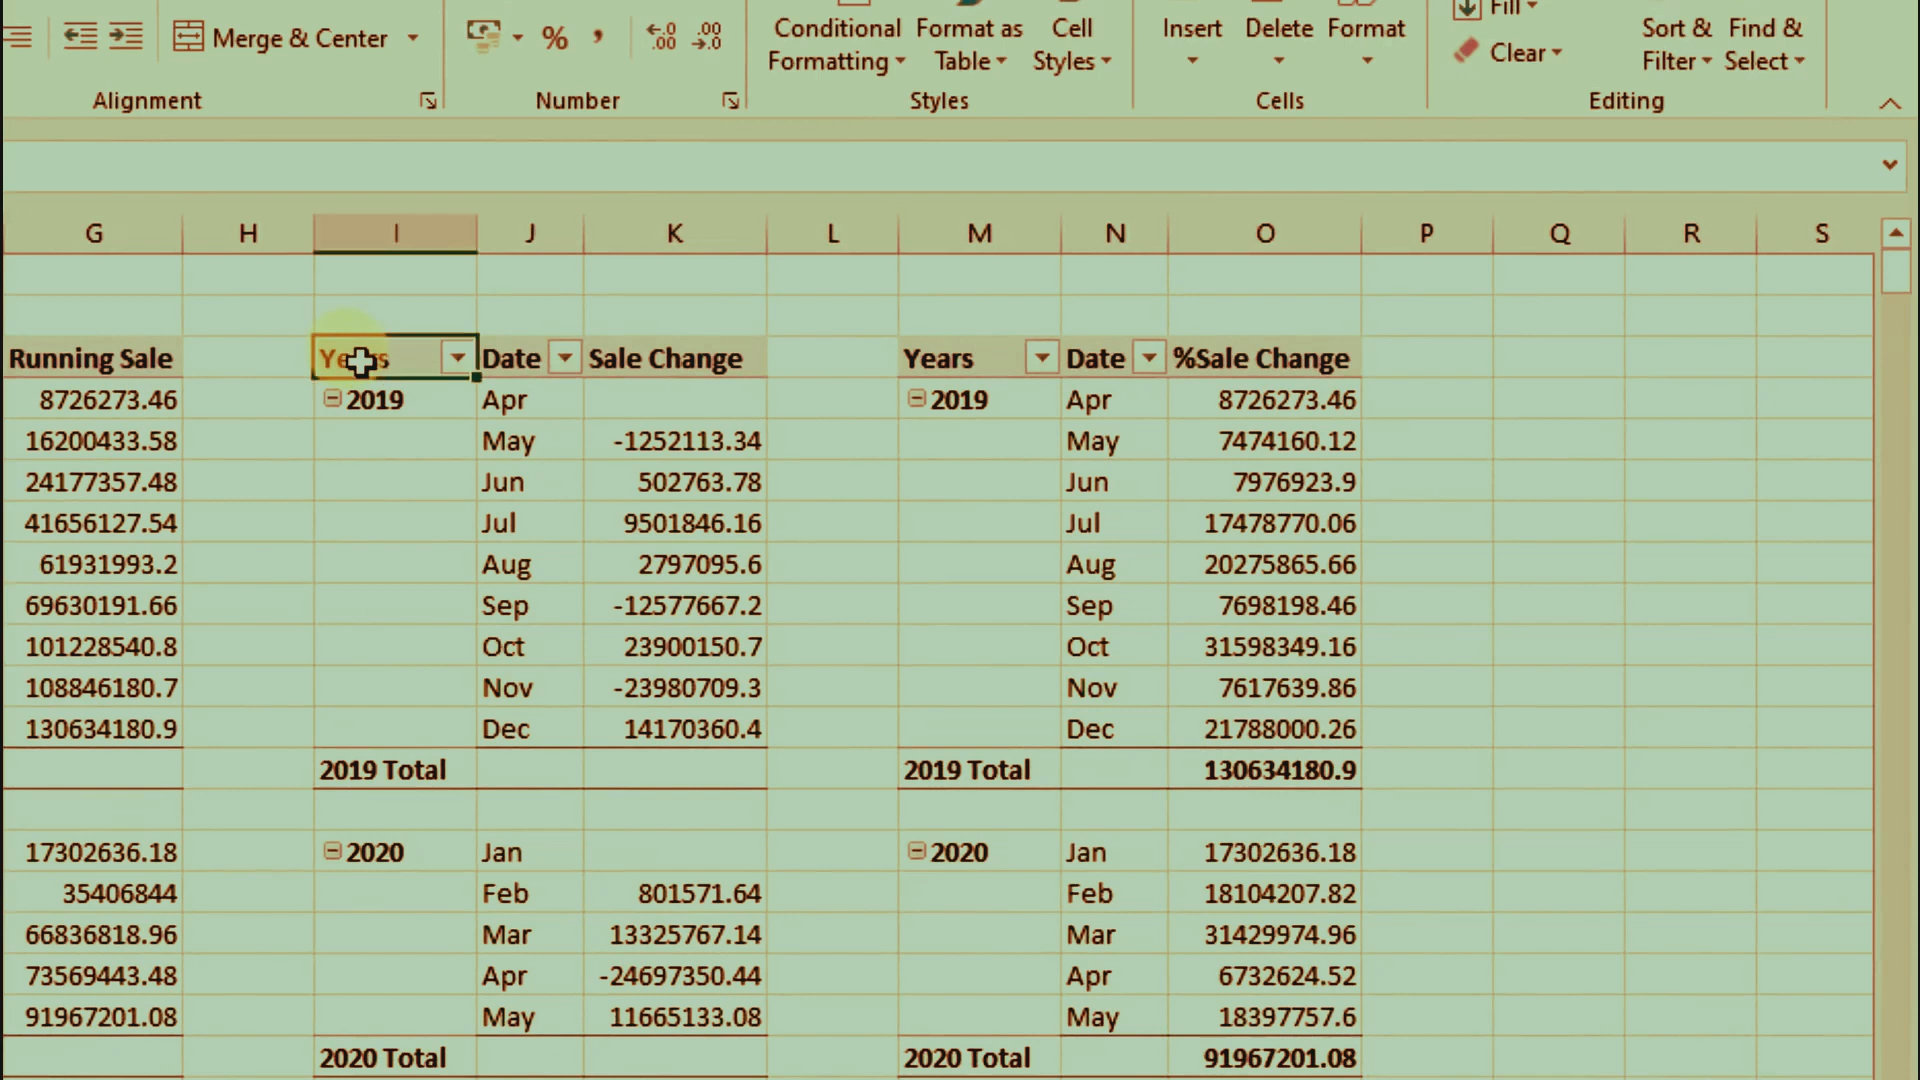 Fill
Merge & Center % , .00 .00
Conditional Formatting Format as Table Cell Styles
Insert Delete Format
Clear
Sort & Filter Find & Select
Alignment Number Styles Cells Editing
G H I J K L M N O P Q R S
Running Sale Years Date Sale Change Years Date %Sale Change
8726273.46 2019 Apr 2019 Apr 8726273.46
16200433.58 May -1252113.34 May 7474160.12
24177357.48 Jun 502763.78 Jun 7976923.9
41656127.54 Jul 9501846.16 Jul 17478770.06
61931993.2 Aug 2797095.6 Aug 20275865.66
69630191.66 Sep -12577667.2 Sep 7698198.46
101228540.8 Oct 23900150.7 Oct 31598349.16
108846180.7 Nov -23980709.3 Nov 7617639.86
130634180.9 Dec 14170360.4 Dec 21788000.26
2019 Total 2019 Total 130634180.9
17302636.18 2020 Jan 2020 Jan 17302636.18
35406844 Feb 801571.64 Feb 18104207.82
66836818.96 Mar 13325767.14 Mar 31429974.96
73569443.48 Apr -24697350.44 Apr 6732624.52
91967201.08 May 11665133.08 May 18397757.6
2020 Total 2020 Total 91967201.08